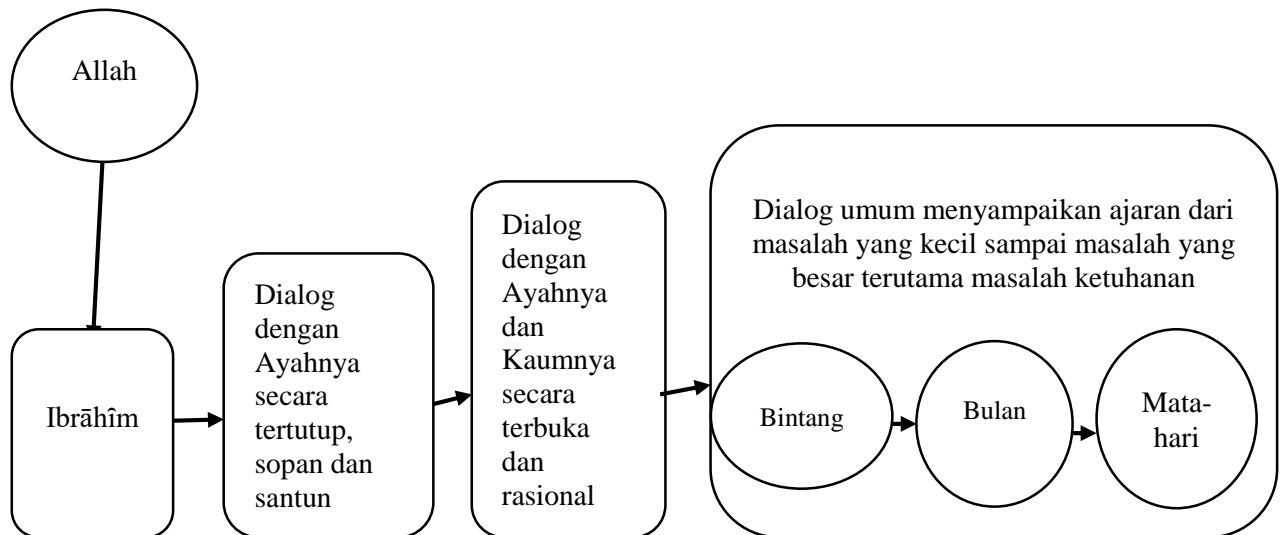 Allah
Ibrāhîm
Dialog
dengan
Ayahnya
secara
tertutup,
sopan dan
santun
Dialog
dengan
Ayahnya
dan
Kaumnya
secara
terbuka
dan
rasional
Dialog umum menyampaikan ajaran dari
masalah yang kecil sampai masalah yang
besar terutama masalah ketuhanan
Bintang
Bulan
Mata-
hari